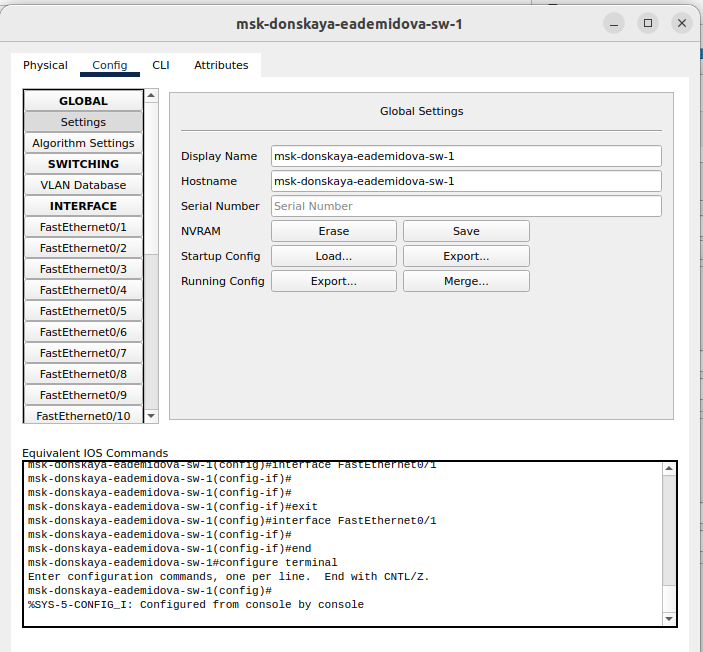 msk-donskaya-eademidova-sw-1
Physical Config CLI Attributes
GLOBAL
Settings
Algorithm Settings
SWITCHING
VLAN Database
INTERFACE
FastEthernet0/1
FastEthernet0/2
FastEthernet0/3
FastEthernet0/4
FastEthernet0/5
FastEthernet0/6
FastEthernet0/7
FastEthernet0/8
FastEthernet0/9
FastEthernet0/10
Global Settings
Display Name msk-donskaya-eademidova-sw-1
Hostname msk-donskaya-eademidova-sw-1
Serial Number Serial Number
NVRAM Erase Save
Startup Config Load... Export...
Running Config Export... Merge...
Equivalent IOS Commands
msk-donskaya-eademidova-sw-1(config)#interface FastEthernet0/1
msk-donskaya-eademidova-sw-1(config-if)#
msk-donskaya-eademidova-sw-1(config-if)#
msk-donskaya-eademidova-sw-1(config-if)#exit
msk-donskaya-eademidova-sw-1(config)#interface FastEthernet0/1
msk-donskaya-eademidova-sw-1(config-if)#
msk-donskaya-eademidova-sw-1(config-if)#end
msk-donskaya-eademidova-sw-1#configure terminal
Enter configuration commands, one per line. End with CNTL/Z.
msk-donskaya-eademidova-sw-1(config)#
%SYS-5-CONFIG_I: Configured from console by console